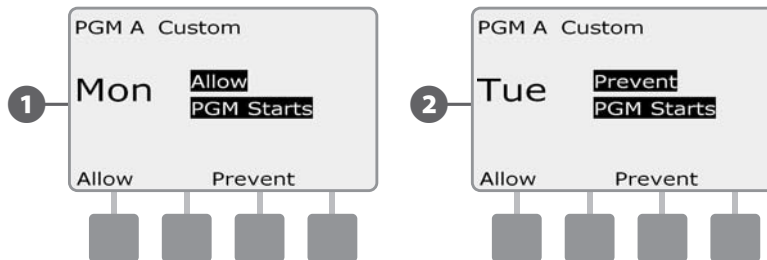 PGM A Custom
1
Mon
Allow
PGM Starts
Allow Prevent
PGM A Custom
2
Tue
Prevent
PGM Starts
Allow Prevent